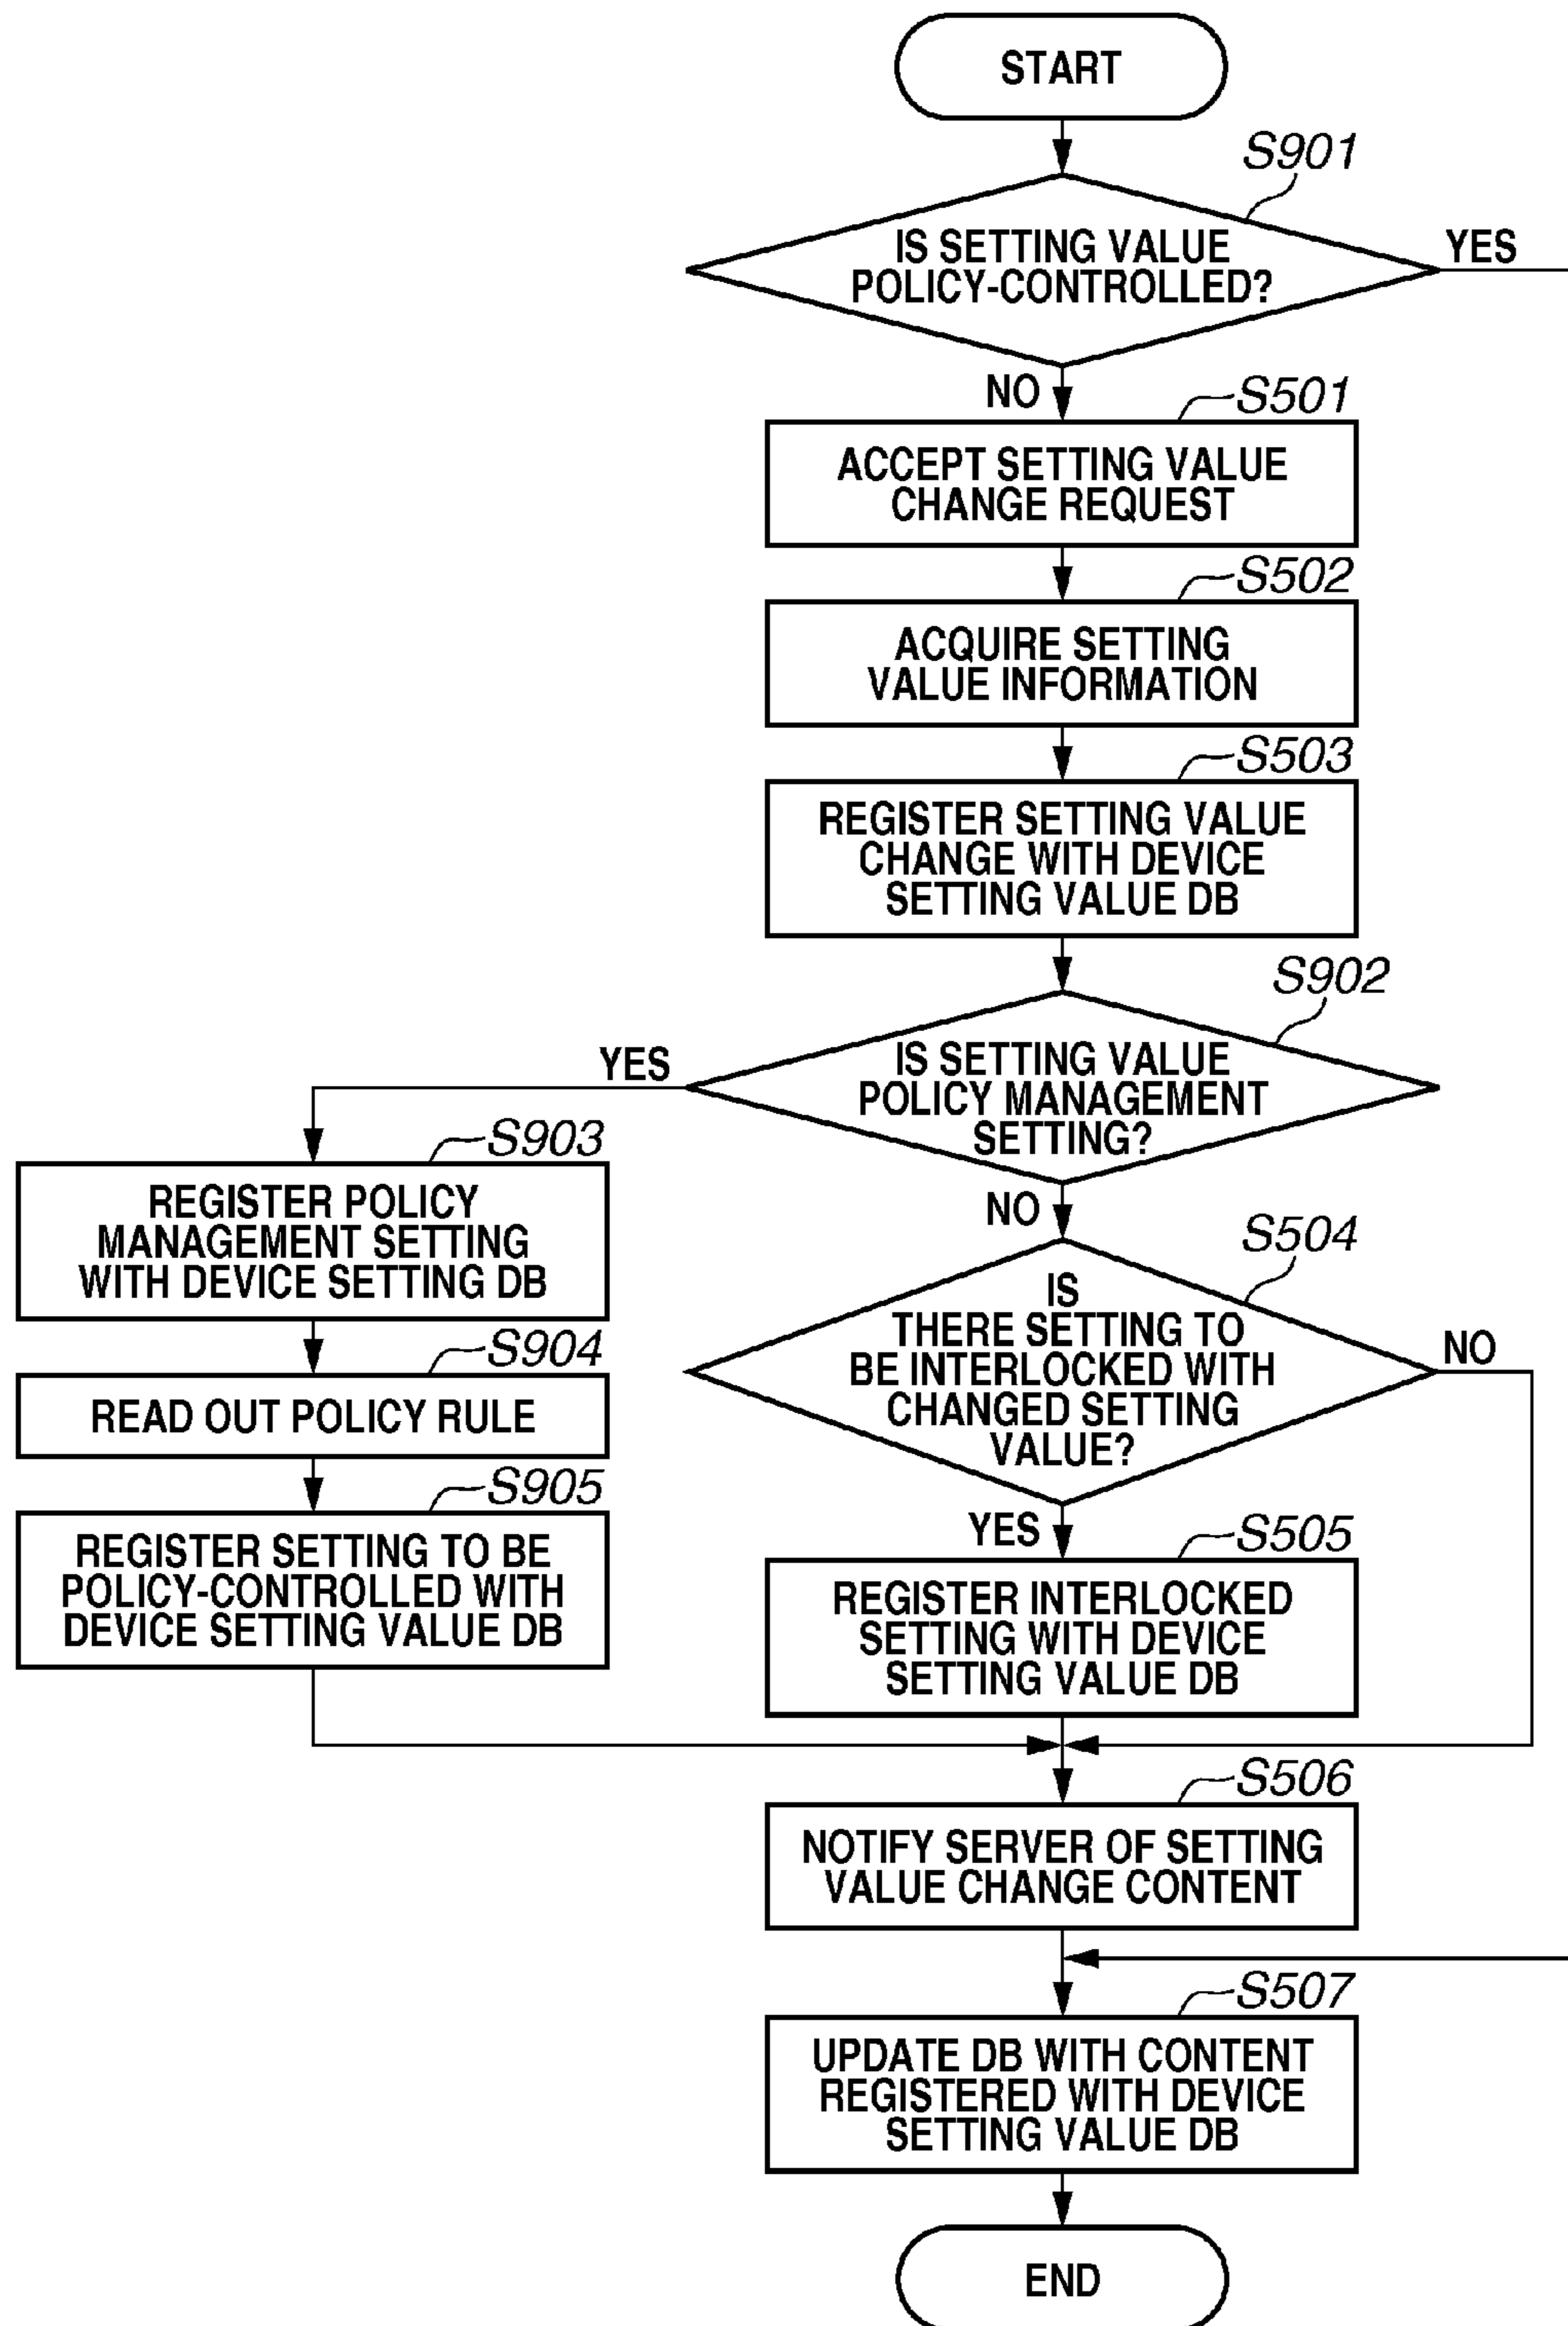 START
S901
IS SETTING VALUE
POLICY-CONTROLLED?
YES
NO
S501
ACCEPT SETTING VALUE
CHANGE REQUEST
S502
ACQUIRE SETTING
VALUE INFORMATION
S503
REGISTER SETTING VALUE
CHANGE WITH DEVICE
SETTING VALUE DB
S902
IS SETTING VALUE
POLICY MANAGEMENT
SETTING?
YES
NO
S903
REGISTER POLICY
MANAGEMENT SETTING
WITH DEVICE SETTING DB
S904
READ OUT POLICY RULE
S905
REGISTER SETTING TO BE
POLICY-CONTROLLED WITH
DEVICE SETTING VALUE DB
S504
IS
THERE SETTING TO
BE INTERLOCKED WITH
CHANGED SETTING
VALUE?
NO
YES
S505
REGISTER INTERLOCKED
SETTING WITH DEVICE
SETTING VALUE DB
S506
NOTIFY SERVER OF SETTING
VALUE CHANGE CONTENT
S507
UPDATE DB WITH CONTENT
REGISTERED WITH DEVICE
SETTING VALUE DB
END